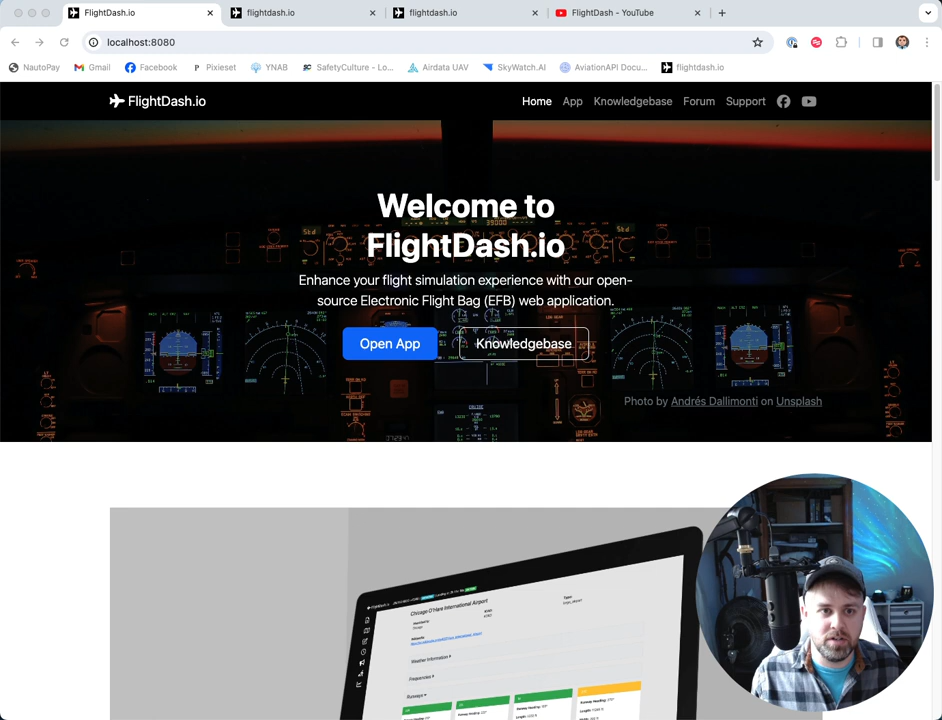 FlightDash.io
flightdash.io
flightdash.io
FlightDash - YouTube
localhost:8080
NautoPay
Gmail
Facebook
Pixieset
YNAB
SafetyCulture - Lo...
Airdata UAV
SkyWatch.AI
AviationAPI Docu...
flightdash.io
FlightDash.io
Home
App
Knowledgebase
Forum
Support
Welcome to
FlightDash.io
Enhance your flight simulation experience with our open-
source Electronic Flight Bag (EFB) web application.
Open App
Knowledgebase
Photo by Andrés Dallimonti on Unsplash
Chicago O'Hare International Airport
Weather Information
Frequencies
Runways